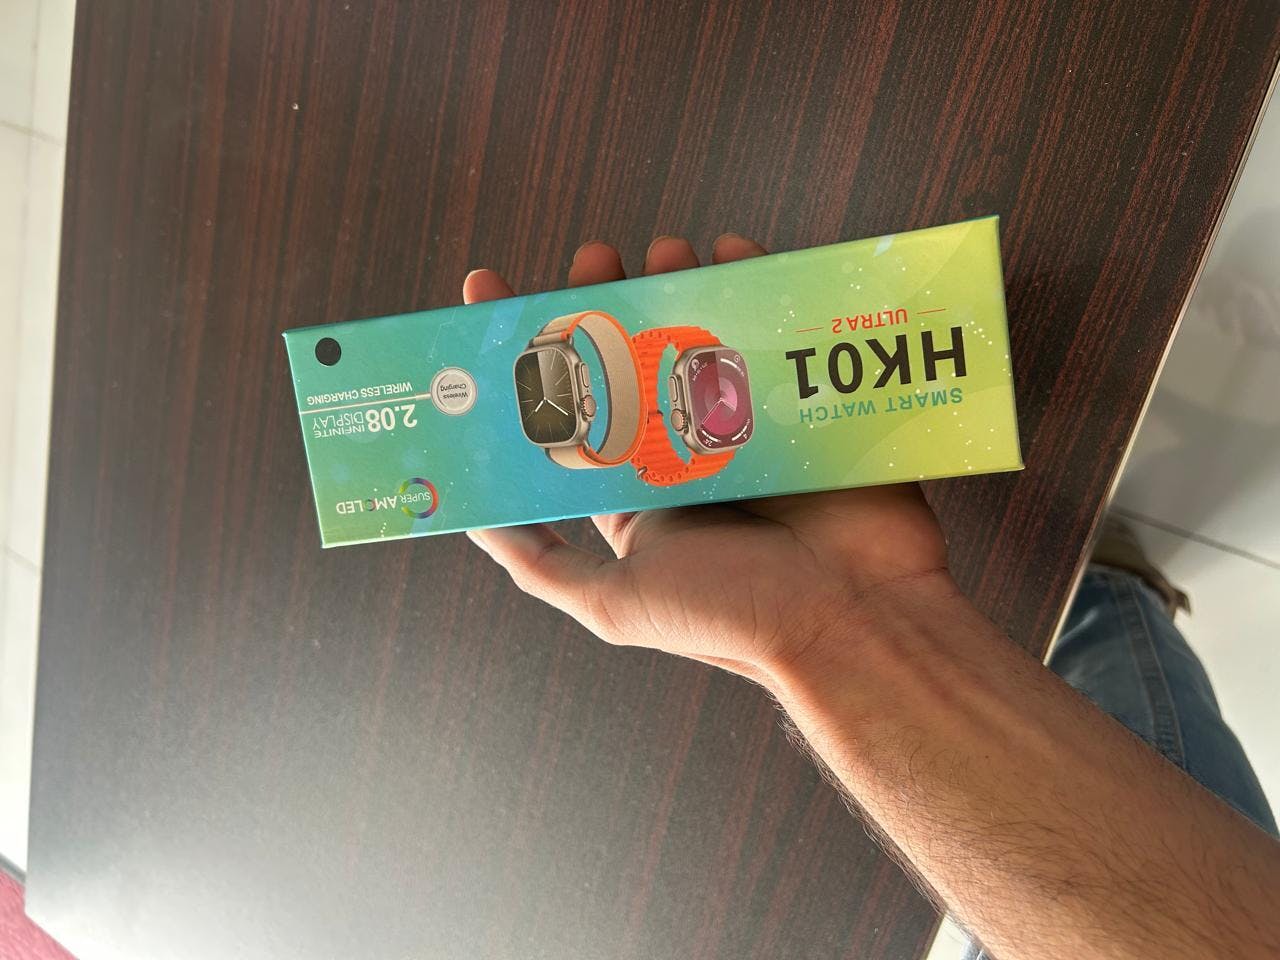 SMART WATCH
HK01
ULTRA 2
SUPER AMOLED
2.08 INFINITE
DISPLAY
Wireless
Charging
WIRELESS CHARGING